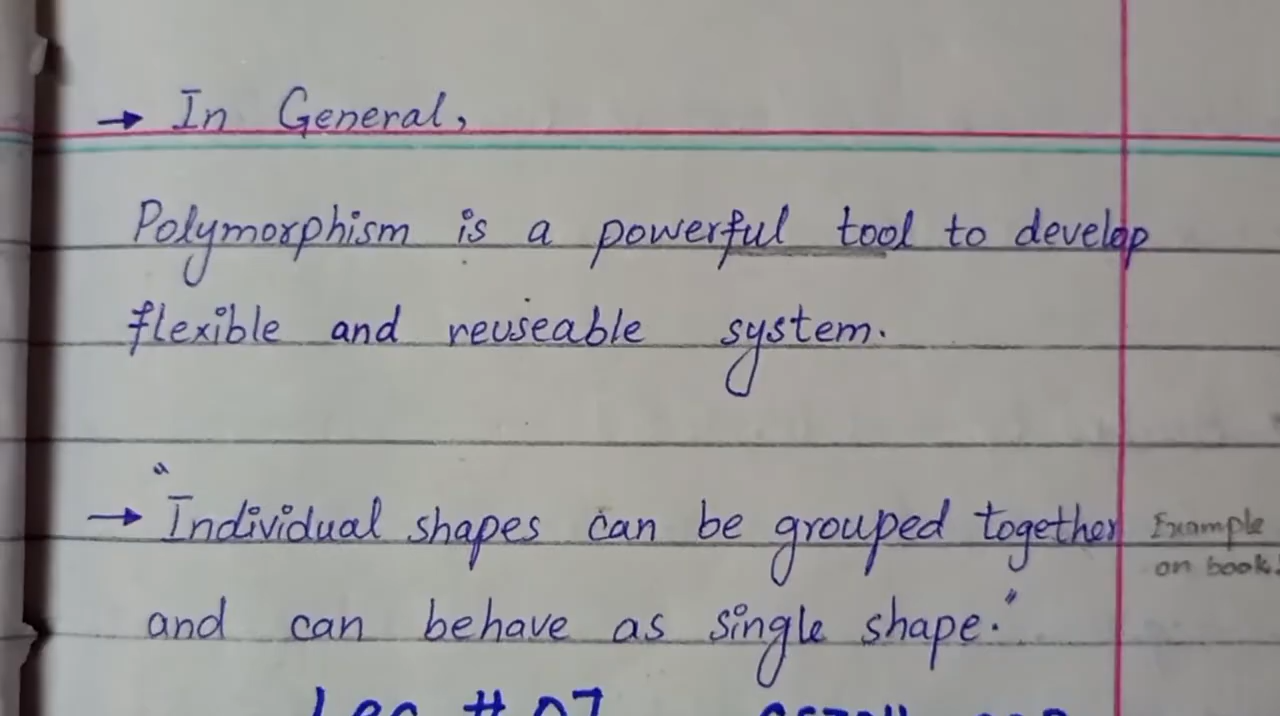 → In General,
Polymorphism is a powerful tool to develop
flexible and reuseable system.
→ "Individual shapes can be grouped together
Example
on book.
and can behave as single shape."
# 07